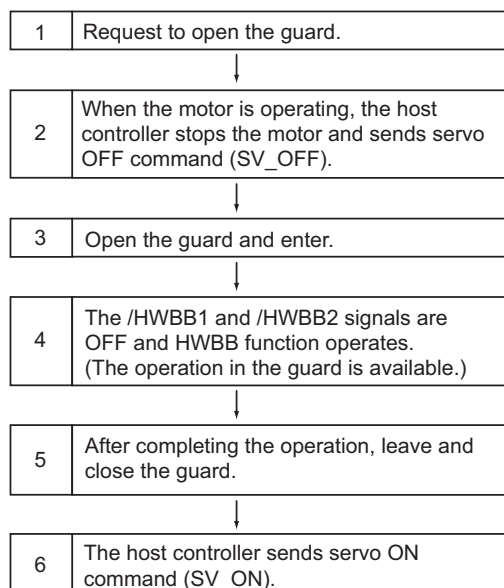 1 Request to open the guard.
2 When the motor is operating, the host
controller stops the motor and sends servo
OFF command (SV_OFF).
3 Open the guard and enter.
4 The /HWBB1 and /HWBB2 signals are
OFF and HWBB function operates.
(The operation in the guard is available.)
5 After completing the operation, leave and
close the guard.
6 The host controller sends servo ON
command (SV_ON).